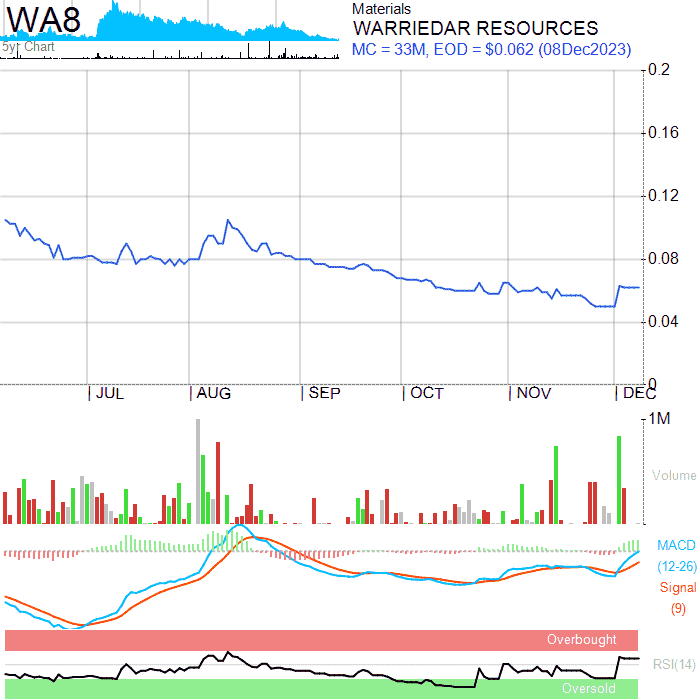 WA8
5yr Chart
Materials
WARRIEDAR RESOURCES
MC = 33M, EOD = $0.062 (08Dec2023)
0.2
0.16
0.12
0.08
0.04
0
JUL
AUG
SEP
OCT
NOV
DEC
1M
Volume
MACD
(12-26)
Signal
(9)
Overbought
RSI(14)
Oversold